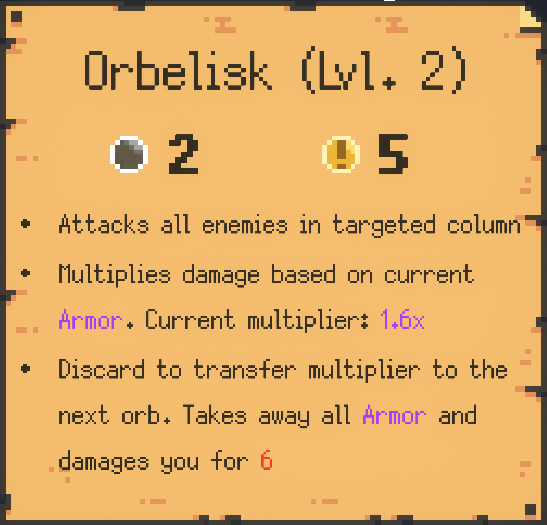 Orbelisk (Lvl. 2)
2 5
• Attacks all enemies in targeted column
• Multiplies damage based on current
Armor. Current multiplier: 1.6x
• Discard to transfer multiplier to the
next orb. Takes away all Armor and
damages you for 6